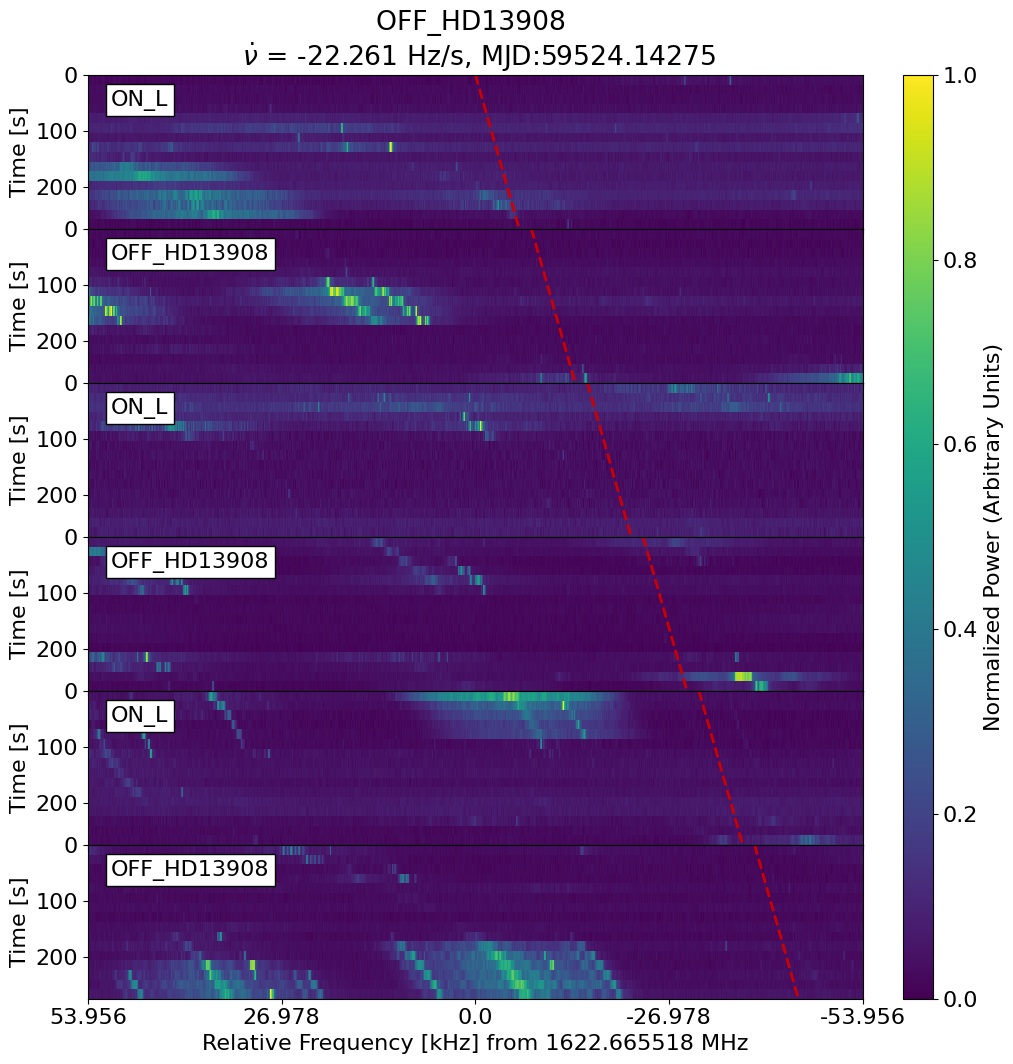 OFF_HD13908
ν̇ = -22.261 Hz/s, MJD:59524.14275
ON_L
OFF_HD13908
ON_L
OFF_HD13908
ON_L
OFF_HD13908
Time [s]
Time [s]
Time [s]
Time [s]
Time [s]
Time [s]
0
100
200
0
100
200
0
100
200
0
100
200
0
100
200
0
100
200
53.956
26.978
0.0
-26.978
-53.956
Relative Frequency [kHz] from 1622.665518 MHz
1.0
0.8
0.6
0.4
0.2
0.0
Normalized Power (Arbitrary Units)